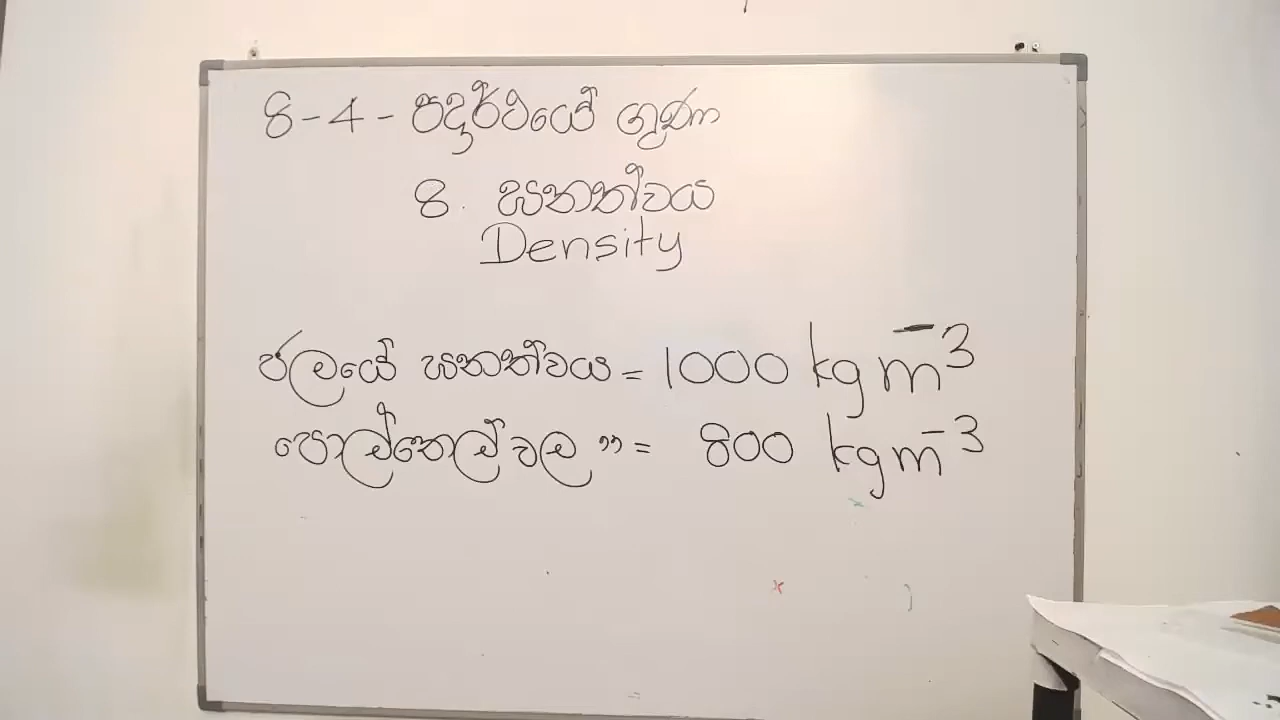 8-4- පදාර්ථයේ ගුණ
8. ඝනත්වය
Density
ජලයේ ඝනත්වය = 1000 kg m⁻³
පොල්තෙල්වල " = 800 kg m⁻³